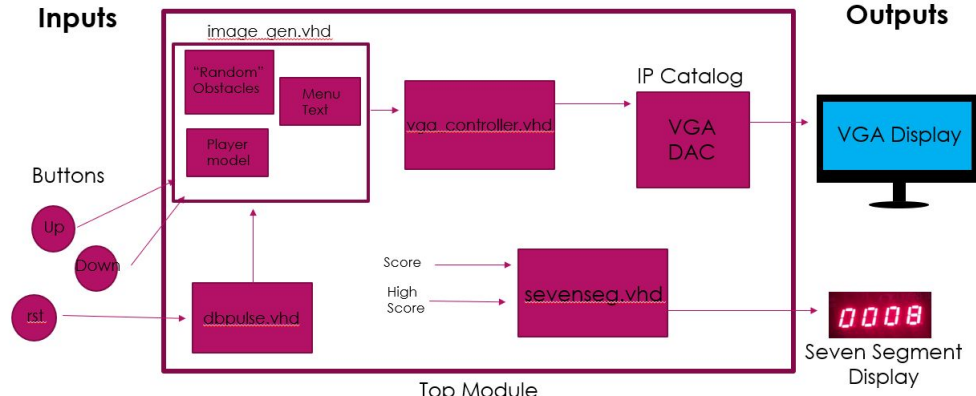 Inputs
Outputs
image_gen.vhd
"Random"
Obstacles
Menu
Text
Player
model
vga_controller.vhd
IP Catalog
VGA
DAC
VGA Display
Buttons
Up
Down
rst
dbpulse.vhd
Score
High
Score
sevenseg.vhd
0008
Seven Segment
Display
Top Module